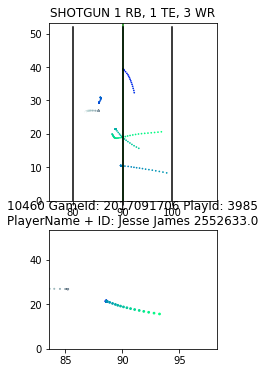 SHOTGUN 1 RB, 1 TE, 3 WR
50
40
30
20
10
0
80 90 100
10460 GameId: 2017091706 PlayId: 3985
PlayerName + ID: Jesse James 2552633.0
40
20
0
85 90 95